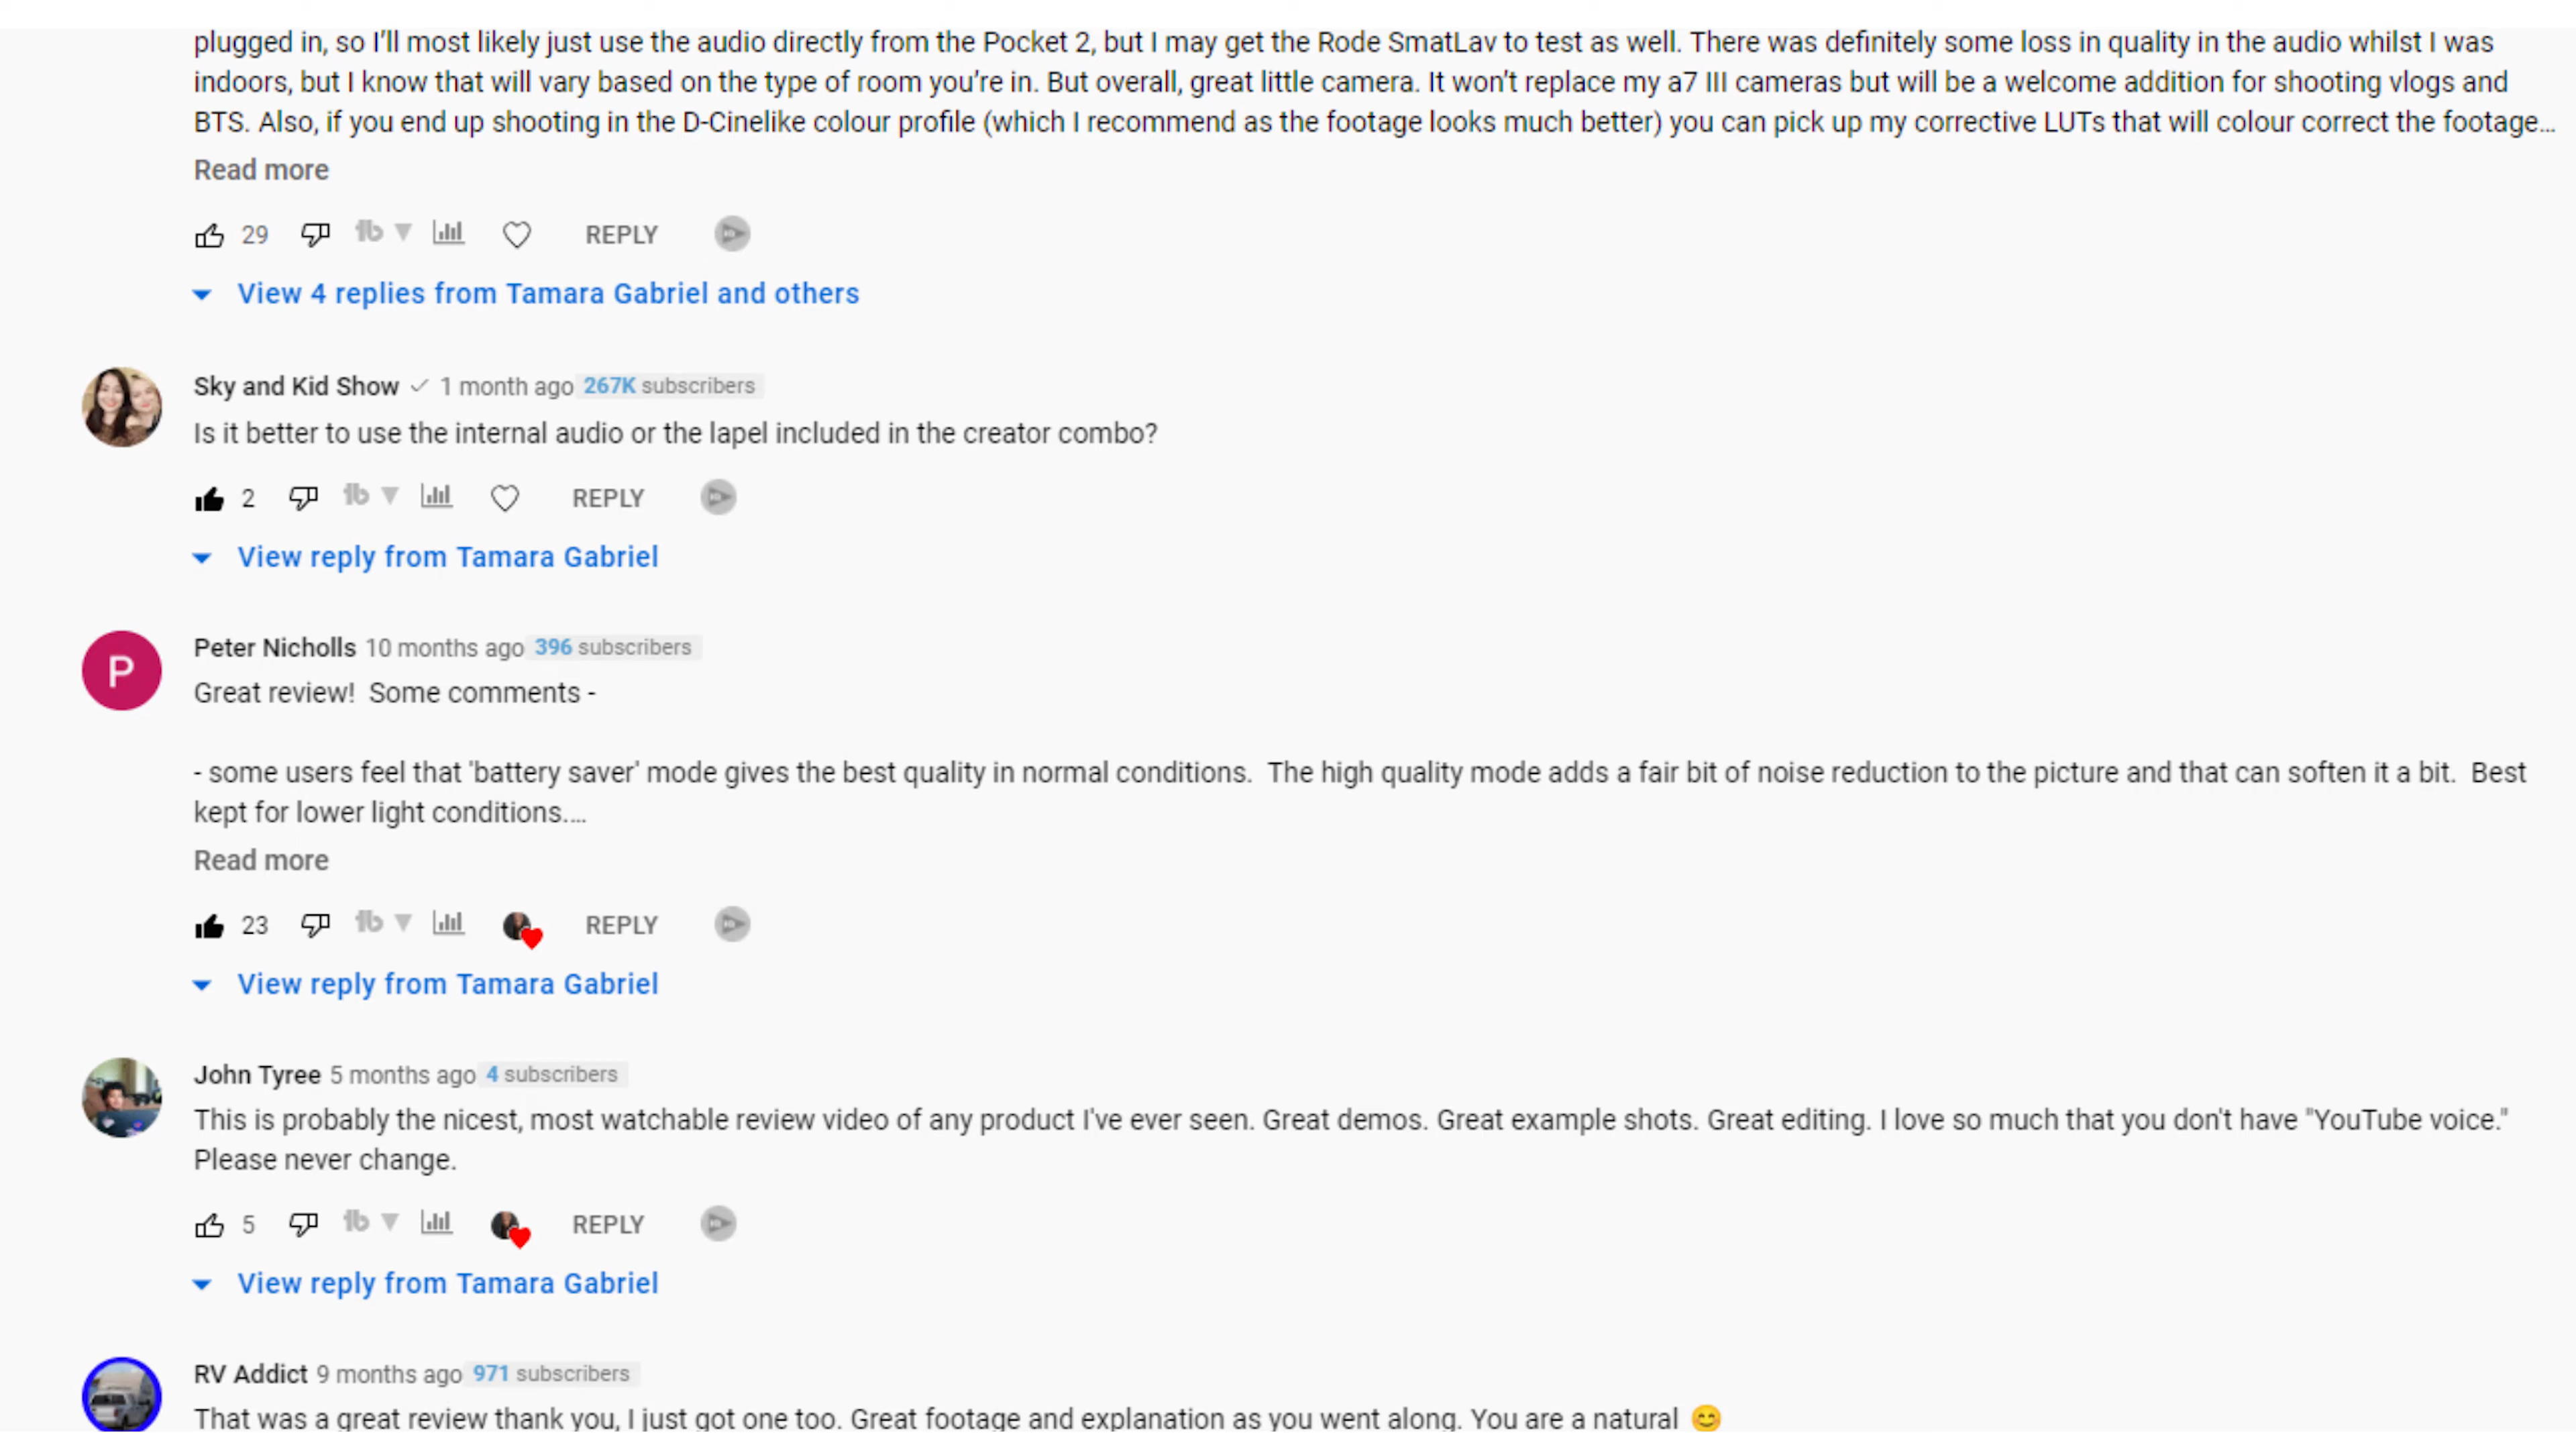 plugged in, so I'll most likely just use the audio directly from the Pocket 2, but I may get the Rode SmatLav to test as well. There was definitely some loss in quality in the audio whilst I was
indoors, but I know that will vary based on the type of room you're in. But overall, great little camera. It won't replace my a7 III cameras but will be a welcome addition for shooting vlogs and
BTS. Also, if you end up shooting in the D-Cinelike colour profile (which I recommend as the footage looks much better) you can pick up my corrective LUTs that will colour correct the footage...
Read more
29 REPLY
View 4 replies from Tamara Gabriel and others
Sky and Kid Show 1 month ago 267K subscribers
Is it better to use the internal audio or the lapel included in the creator combo?
2 REPLY
View reply from Tamara Gabriel
P
Peter Nicholls 10 months ago 396 subscribers
Great review!  Some comments -
- some users feel that 'battery saver' mode gives the best quality in normal conditions.  The high quality mode adds a fair bit of noise reduction to the picture and that can soften it a bit.  Best
kept for lower light conditions....
Read more
23 REPLY
View reply from Tamara Gabriel
John Tyree 5 months ago 4 subscribers
This is probably the nicest, most watchable review video of any product I've ever seen. Great demos. Great example shots. Great editing. I love so much that you don't have "YouTube voice."
Please never change.
5 REPLY
View reply from Tamara Gabriel
RV Addict 9 months ago 971 subscribers
That was a great review thank you, I just got one too. Great footage and explanation as you went along. You are a natural 😊